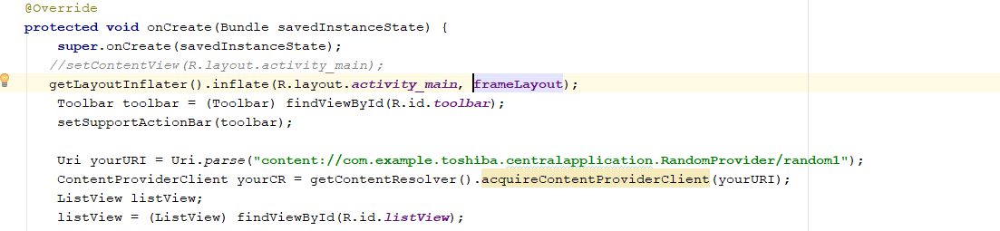 @Override
protected void onCreate(Bundle savedInstanceState) {
super.onCreate(savedInstanceState);
//setContentView(R.layout.activity_main);
getLayoutInflater().inflate(R.layout.activity_main, frameLayout);
Toolbar toolbar = (Toolbar) findViewById(R.id.toolbar);
setSupportActionBar(toolbar);
Uri yourURI = Uri.parse("content://com.example.toshiba.centralapplication.RandomProvider/random1");
ContentProviderClient yourCR = getContentResolver().acquireContentProviderClient(yourURI);
ListView listView;
listView = (ListView) findViewById(R.id.listView);